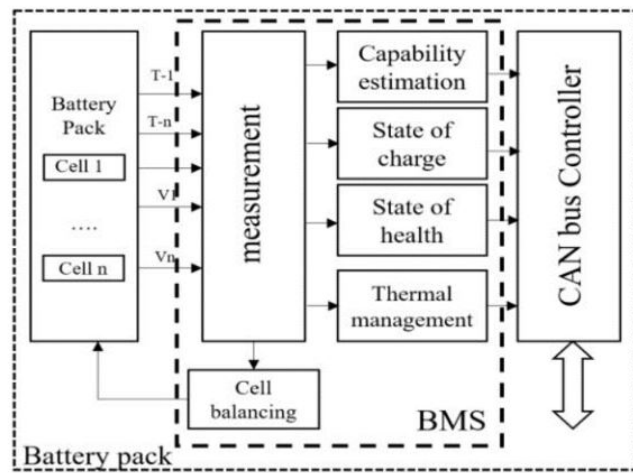 Battery
Pack
Cell 1
....
Cell n
T-1
T-n
V1
Vn
measurement
Capability
estimation
State of
charge
State of
health
Thermal
management
Cell
balancing
BMS
CAN bus Controller
Battery pack